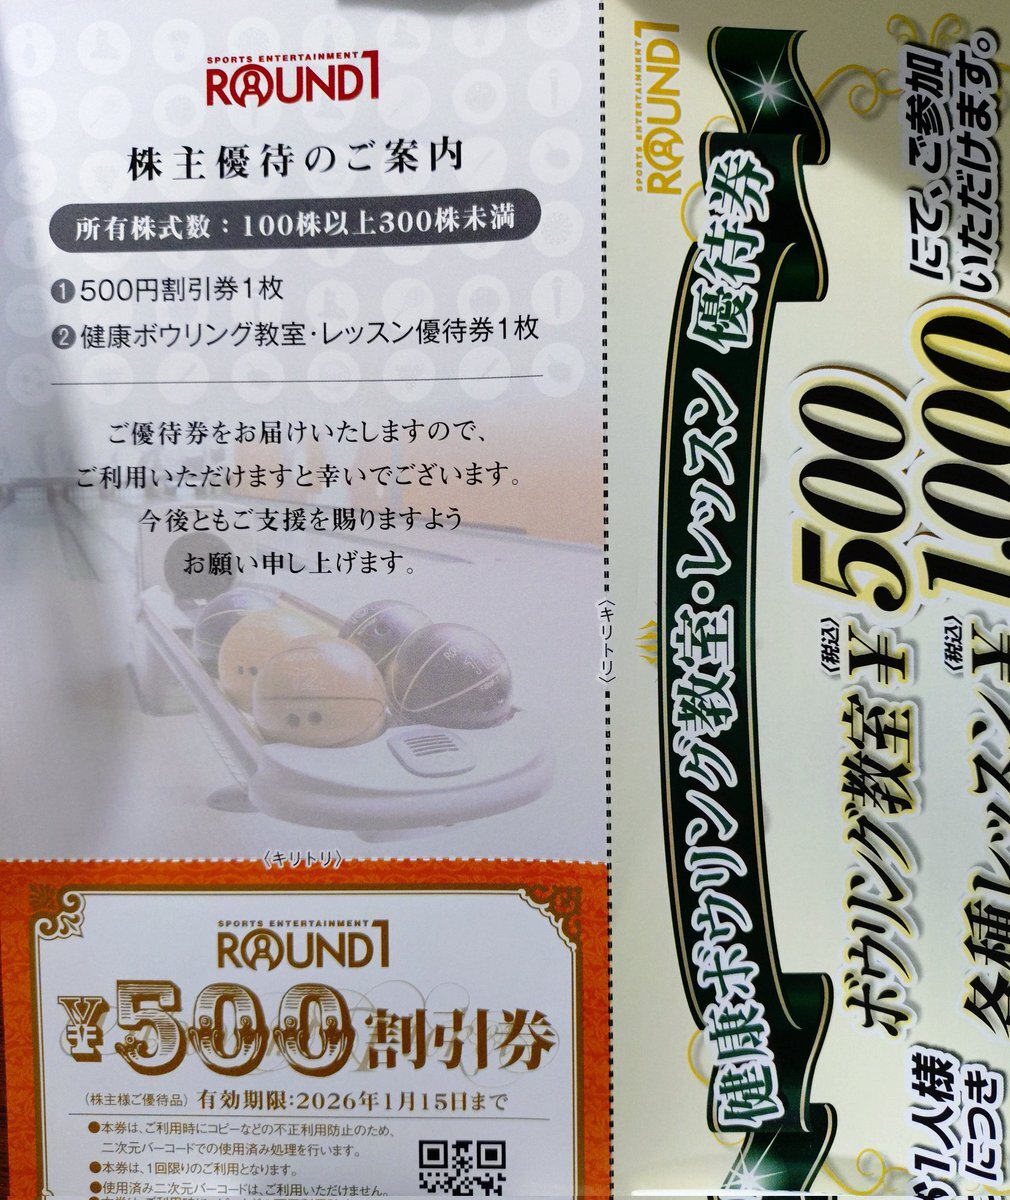 SPORTS ENTERTAINMENT
ROUND1
株主優待のご案内
所有株式数：100株以上300株未満
❶500円割引券1枚
❷健康ボウリング教室・レッスン優待券1枚
ご優待券をお届けいたしますので、
ご利用いただけますと幸いでございます。
今後ともご支援を賜りますよう
お願い申し上げます。
〈キリトリ〉
SPORTS ENTERTAINMENT
ROUND1
¥500割引券
（株主様ご優待品）有効期限：2026年1月15日まで
●本券は、ご利用時にコピーなどの不正利用防止のため、
二次元バーコードでの使用済み処理を行います。
●本券は、1回限りのご利用となります。
●使用済み二次元バーコードは、ご利用いただけません。
〈キリトリ〉
SPORTS ENTERTAINMENT
ROUND1
健康ボウリング教室・レッスン 優待券
ボウリング教室〈税込〉¥500
各種レッスン〈税込〉¥1,000
1人様
につき
にて、ご参加
いただけます。